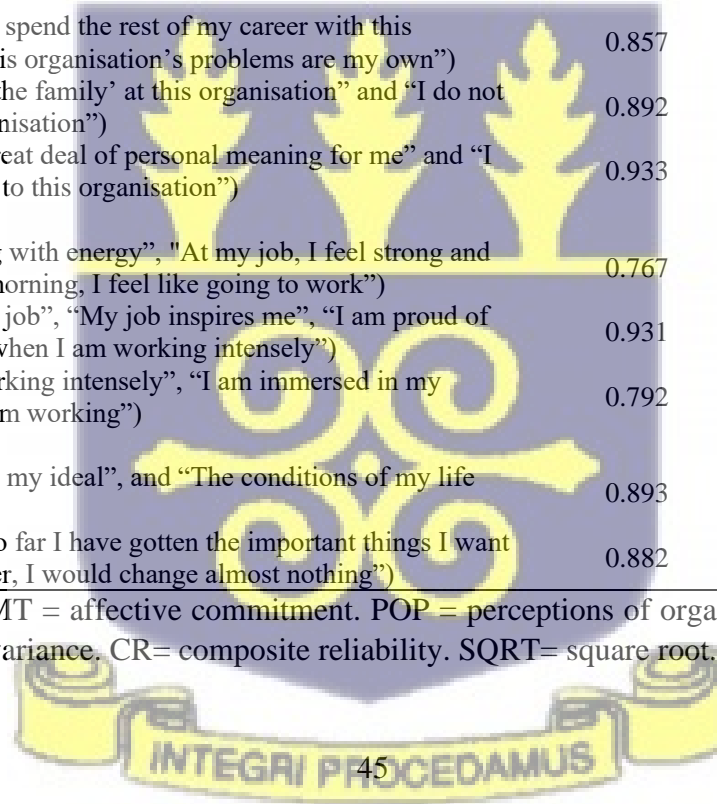 spend the rest of my career with this
is organisation’s problems are my own”)
0.857
he family’ at this organisation” and “I do not
nisation”)
0.892
reat deal of personal meaning for me” and “I
to this organisation”)
0.933
g with energy”, "At my job, I feel strong and
norning, I feel like going to work”)
0.767
job”, “My job inspires me”, “I am proud of
when I am working intensely”)
0.931
rking intensely”, “I am immersed in my
m working”)
0.792
my ideal”, and “The conditions of my life
0.893
o far I have gotten the important things I want
er, I would change almost nothing”)
0.882
MT = affective commitment. POP = perceptions of orga
variance. CR= composite reliability. SQRT= square root.
INTEGRI PROCEDAMUS
45